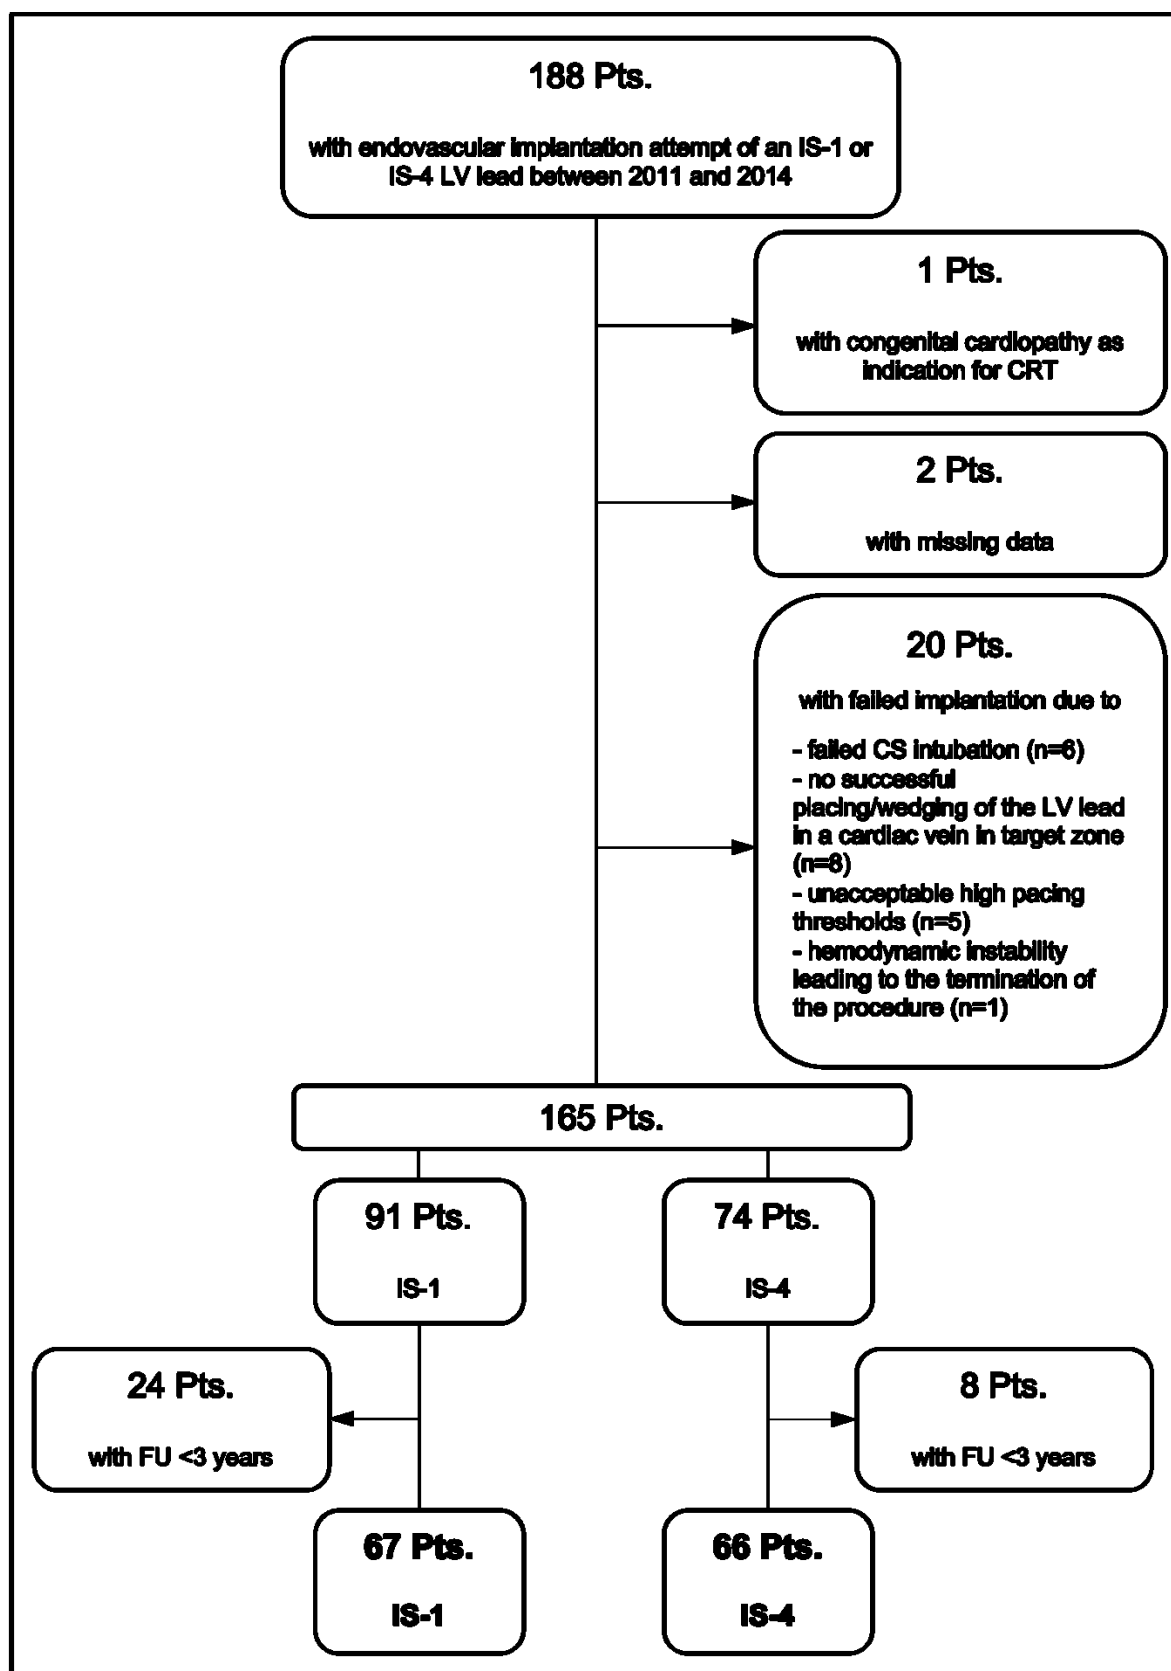 188 Pts.
with endovascular implantation attempt of an IS-1 or
IS-4 LV lead between 2011 and 2014
1 Pts.
with congenital cardiopathy as
indication for CRT
2 Pts.
with missing data
20 Pts.
with failed implantation due to
- failed CS intubation (n=6)
- no successful
placing/wedging of the LV lead
in a cardiac vein in target zone
(n=8)
- unacceptable high pacing
thresholds (n=5)
- hemodynamic instability
leading to the termination of
the procedure (n=1)
165 Pts.
91 Pts.
IS-1
74 Pts.
IS-4
24 Pts.
with FU <3 years
8 Pts.
with FU <3 years
67 Pts.
IS-1
66 Pts.
IS-4